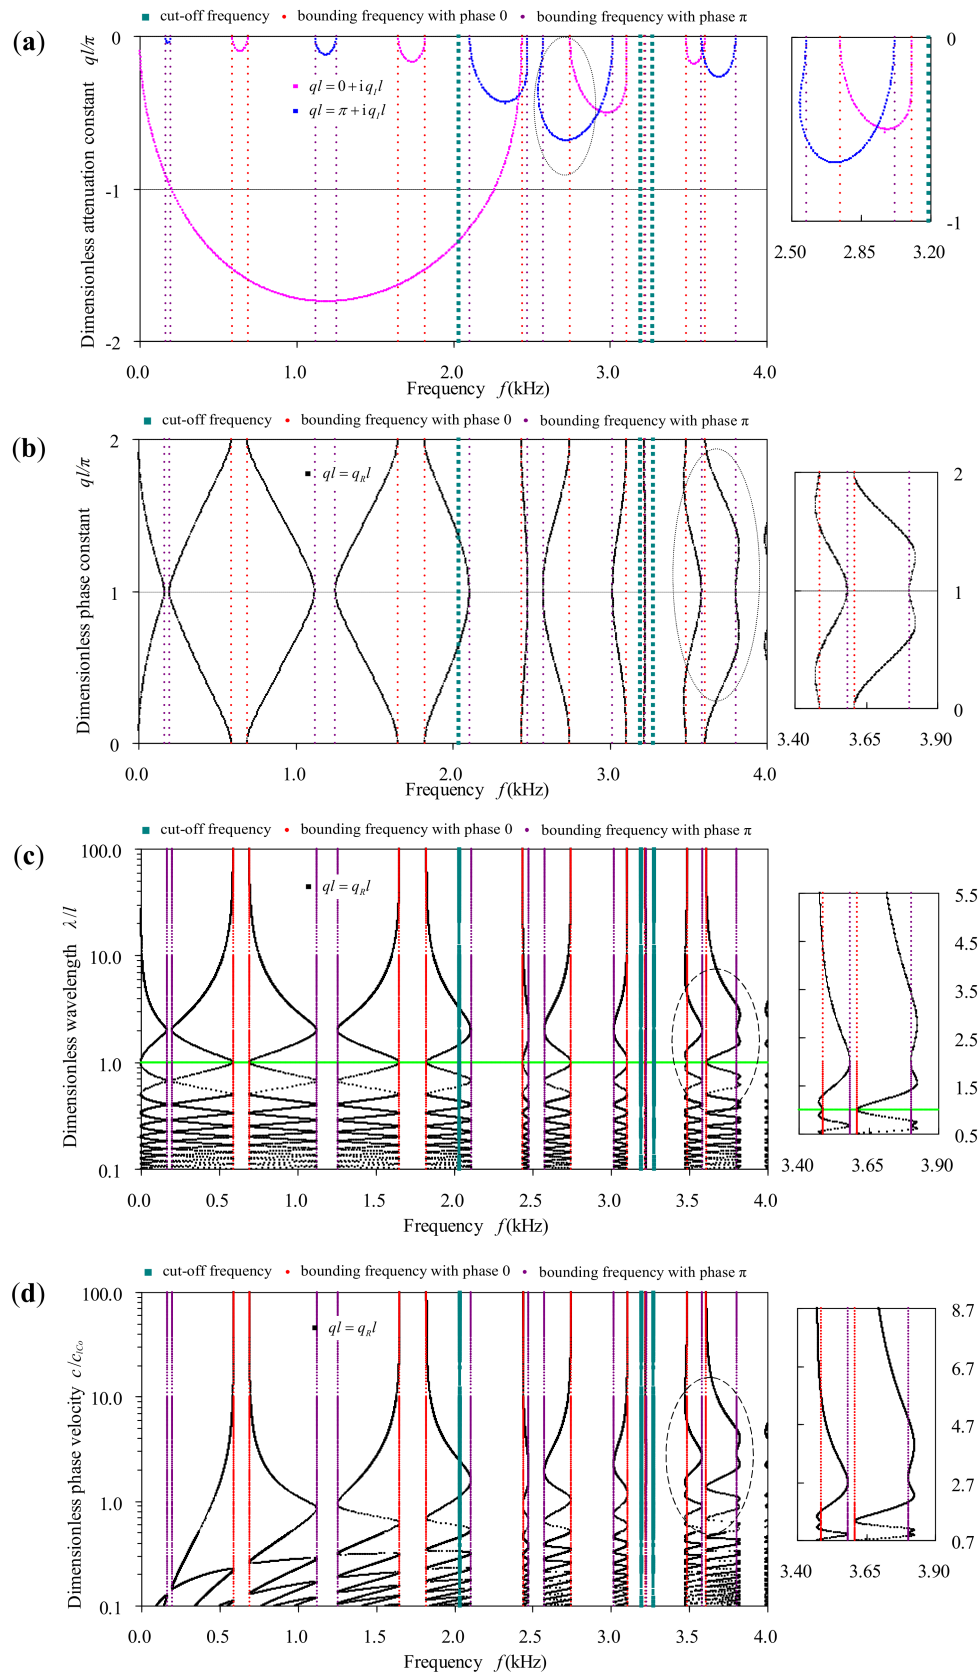 cut-off frequency bounding frequency with phase 0 bounding frequency with phase π
(a)
Dimensionless attenuation constant ql/π
0
-1
-2
ql = 0 + i q_I l
ql = π + i q_I l
0.0 1.0 2.0 3.0 4.0
Frequency f(kHz)
0
-1
2.50 2.85 3.20
cut-off frequency bounding frequency with phase 0 bounding frequency with phase π
(b)
Dimensionless phase constant ql/π
2
1
0
ql = q_R l
0.0 1.0 2.0 3.0 4.0
Frequency f(kHz)
2
1
0
3.40 3.65 3.90
cut-off frequency bounding frequency with phase 0 bounding frequency with phase π
(c)
Dimensionless wavelength λ/l
100.0
10.0
1.0
0.1
ql = q_R l
0.0 0.5 1.0 1.5 2.0 2.5 3.0 3.5 4.0
Frequency f(kHz)
5.5
4.5
3.5
2.5
1.5
0.5
3.40 3.65 3.90
cut-off frequency bounding frequency with phase 0 bounding frequency with phase π
(d)
Dimensionless phase velocity c/c_lCo
100.0
10.0
1.0
0.1
ql = q_R l
0.0 0.5 1.0 1.5 2.0 2.5 3.0 3.5 4.0
Frequency f(kHz)
8.7
6.7
4.7
2.7
0.7
3.40 3.65 3.90